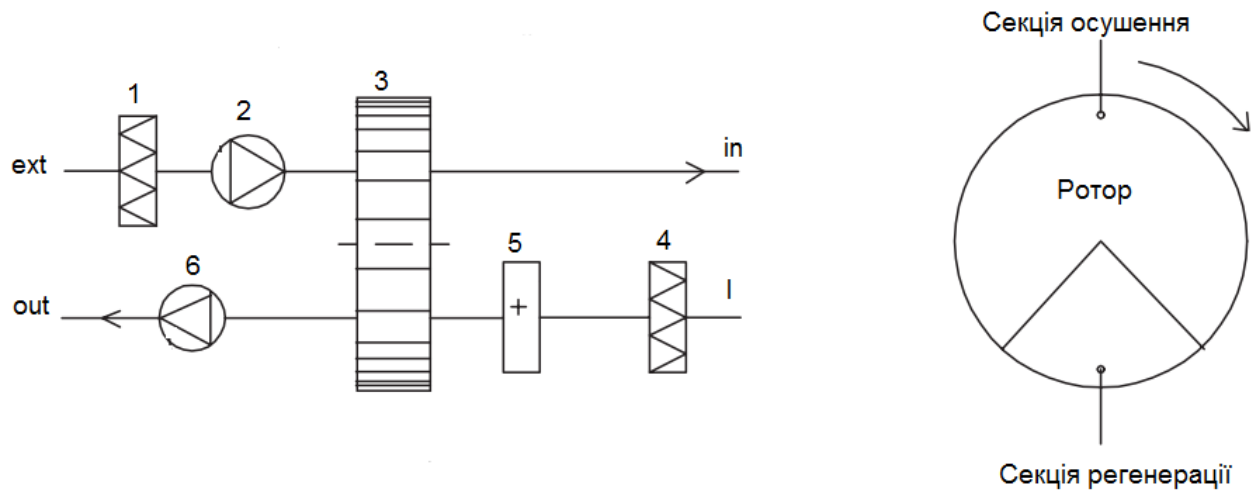 Секція осушення
3
1
2
ext
in
Ротор
6
5
4
out
+
I
Секція регенерації